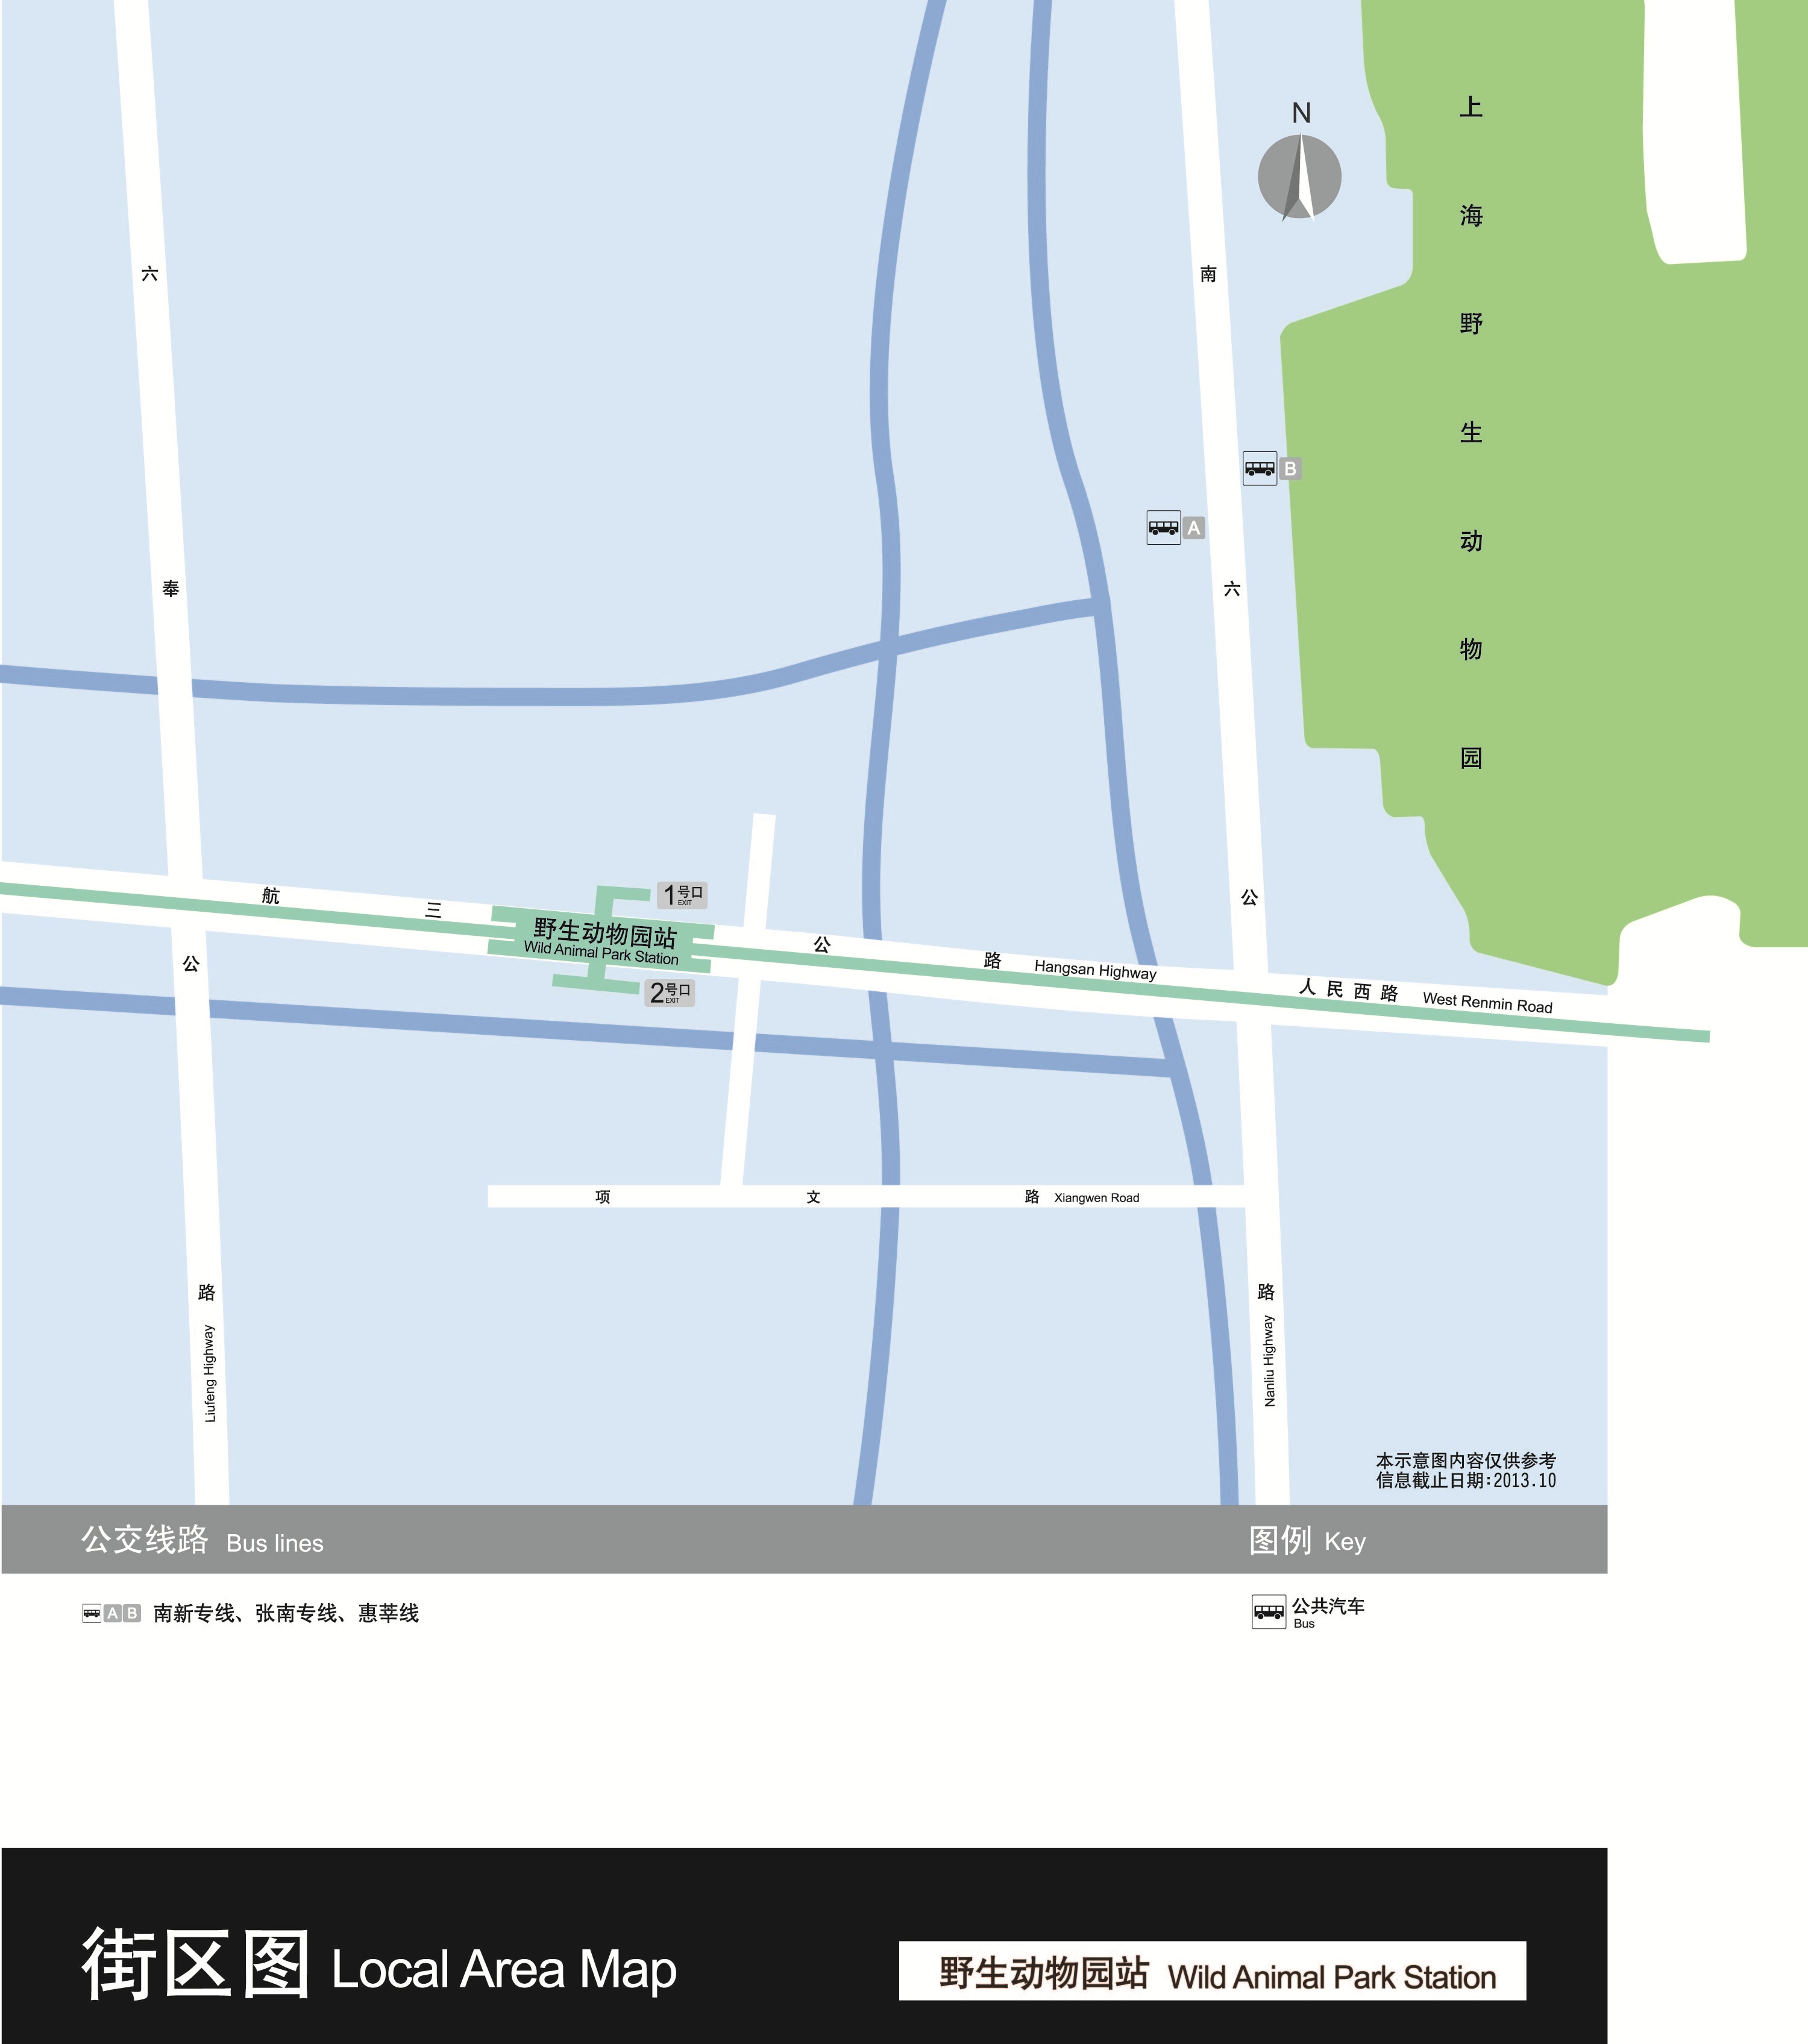 N
上海野生动物园
六奉公路 Liufeng Highway
南六公路 Nanliu Highway
B
A
航三公路 Hangsan Highway
人民西路 West Renmin Road
1号口
EXIT
野生动物园站
Wild Animal Park Station
2号口
EXIT
项文路 Xiangwen Road
本示意图内容仅供参考
信息截止日期:2013.10
公交线路 Bus lines
图例 Key
A B 南新专线、张南专线、惠莘线
公共汽车
Bus
街区图 Local Area Map
野生动物园站 Wild Animal Park Station